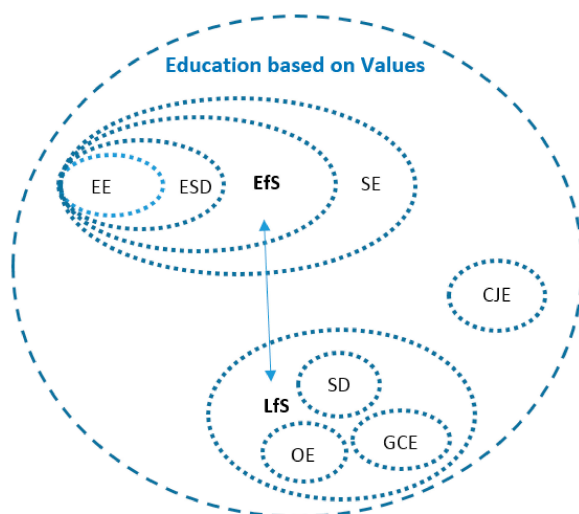 Education based on Values
EE
ESD
EfS
SE
CJE
LfS
SD
OE
GCE